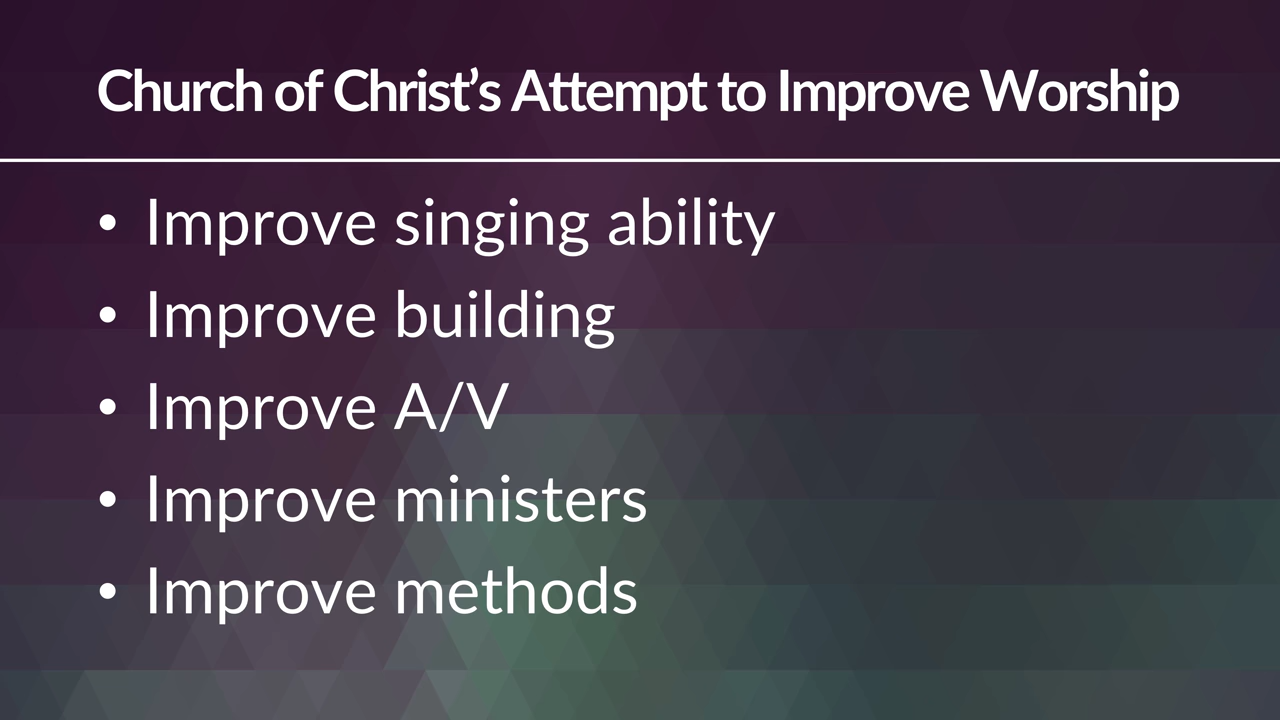 Church of Christ’s Attempt to Improve Worship
• Improve singing ability
• Improve building
• Improve A/V
• Improve ministers
• Improve methods